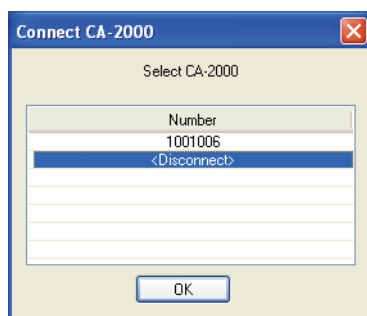 Connect CA-2000
Select CA-2000
Number
1001006
<Disconnect>
OK